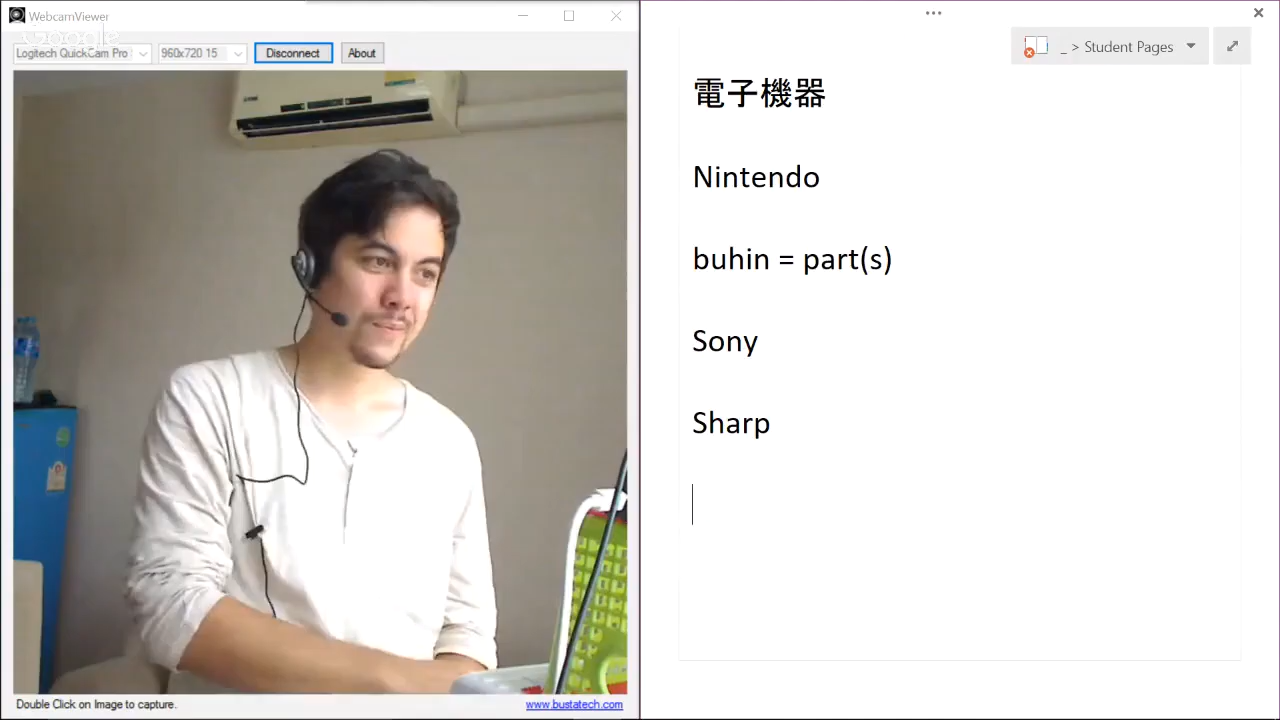 WebcamViewer
Google
Logitech QuickCam Pro
960x720 15
Disconnect
About
Double Click on Image to capture.
www.bustatech.com
_ > Student Pages
電子機器
Nintendo
buhin = part(s)
Sony
Sharp